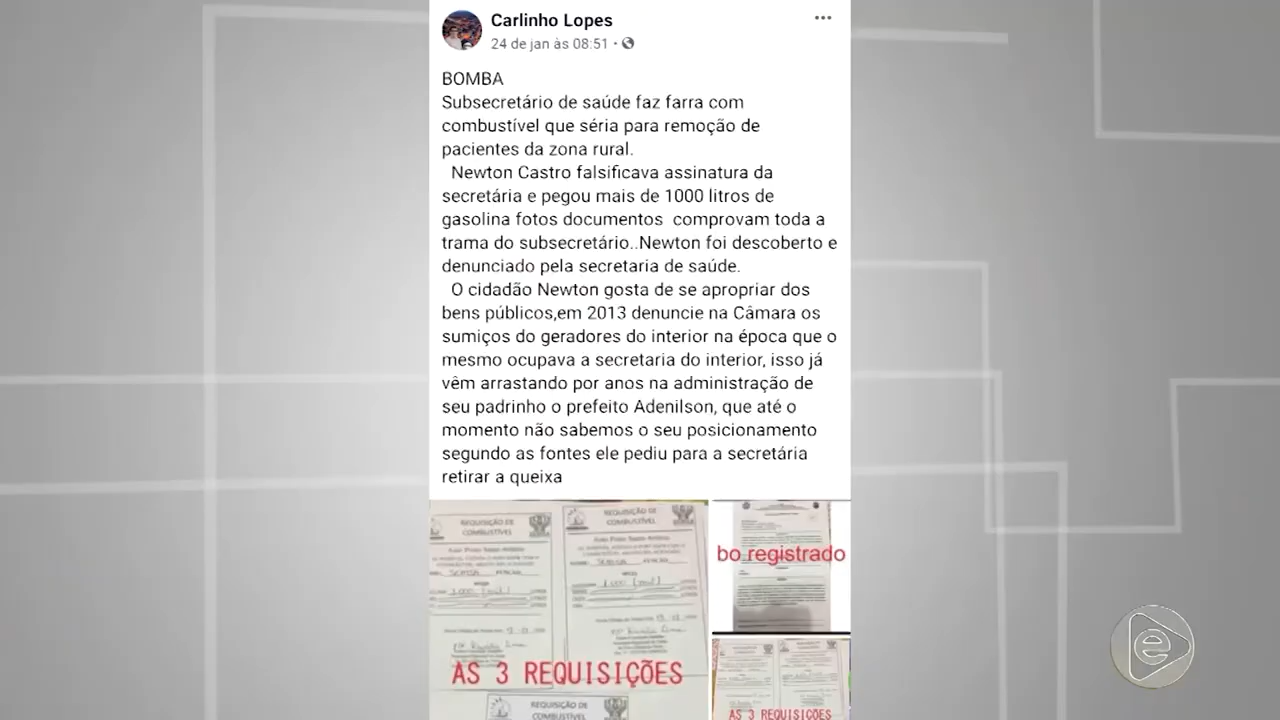 Carlinho Lopes
24 de jan às 08:51
BOMBA
Subsecretário de saúde faz farra com
combustível que séria para remoção de
pacientes da zona rural.
Newton Castro falsificava assinatura da
secretária e pegou mais de 1000 litros de
gasolina fotos documentos comprovam toda a
trama do subsecretário..Newton foi descoberto e
denunciado pela secretaria de saúde.
O cidadão Newton gosta de se apropriar dos
bens públicos,em 2013 denuncie na Câmara os
sumiços do geradores do interior na época que o
mesmo ocupava a secretaria do interior, isso já
vêm arrastando por anos na administração de
seu padrinho o prefeito Adenilson, que até o
momento não sabemos o seu posicionamento
segundo as fontes ele pediu para a secretária
retirar a queixa
REQUISIÇÃO DE
COMBUSTÍVEL
REQUISIÇÃO DE
COMBUSTÍVEL
AS 3 REQUISIÇÕES
REQUISIÇÃO DE
COMBUSTÍVEL
bo registrado
AS 3 REQUISIÇÕES
e